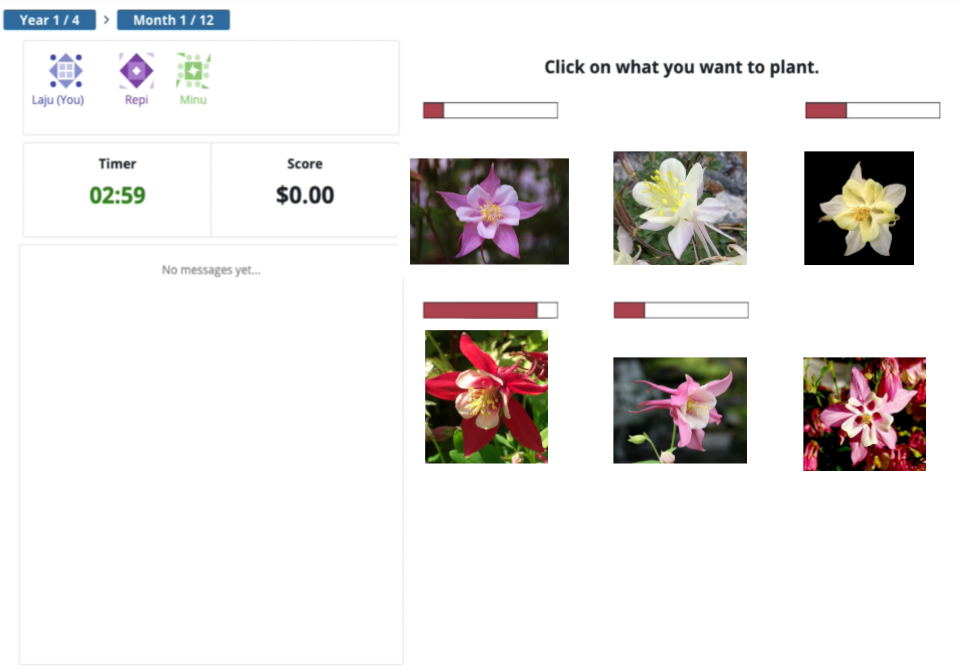 Year 1 / 4 > Month 1 / 12
Click on what you want to plant.
Laju (You) Repi Minu
Timer Score
02:59 $0.00
No messages yet...